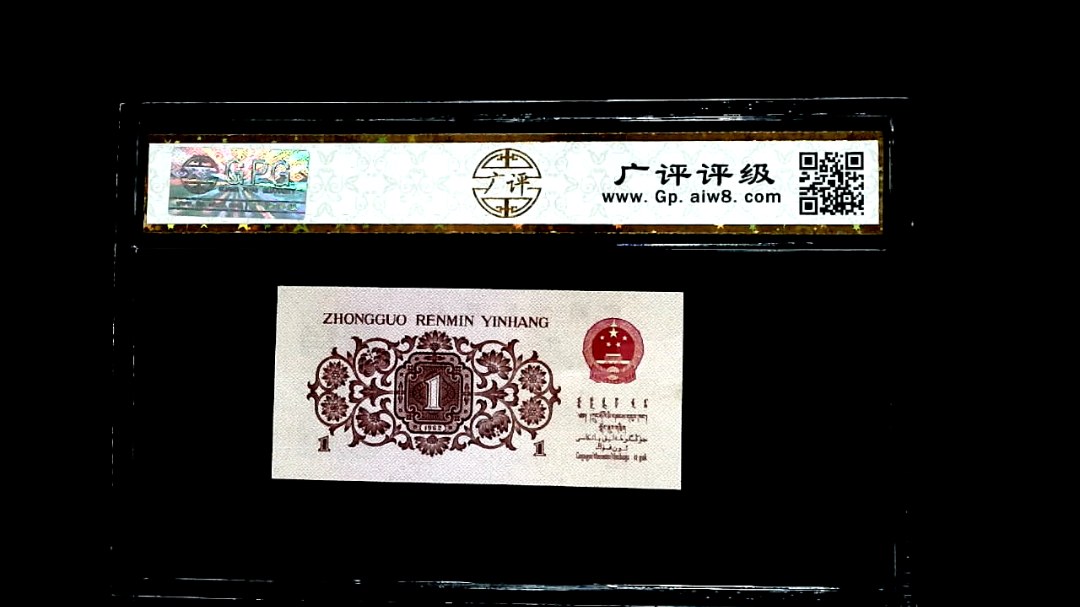 GPG
广评
广评评级
www. Gp. aiw8. com
ZHONGGUO RENMIN YINHANG
1
1962
1
1